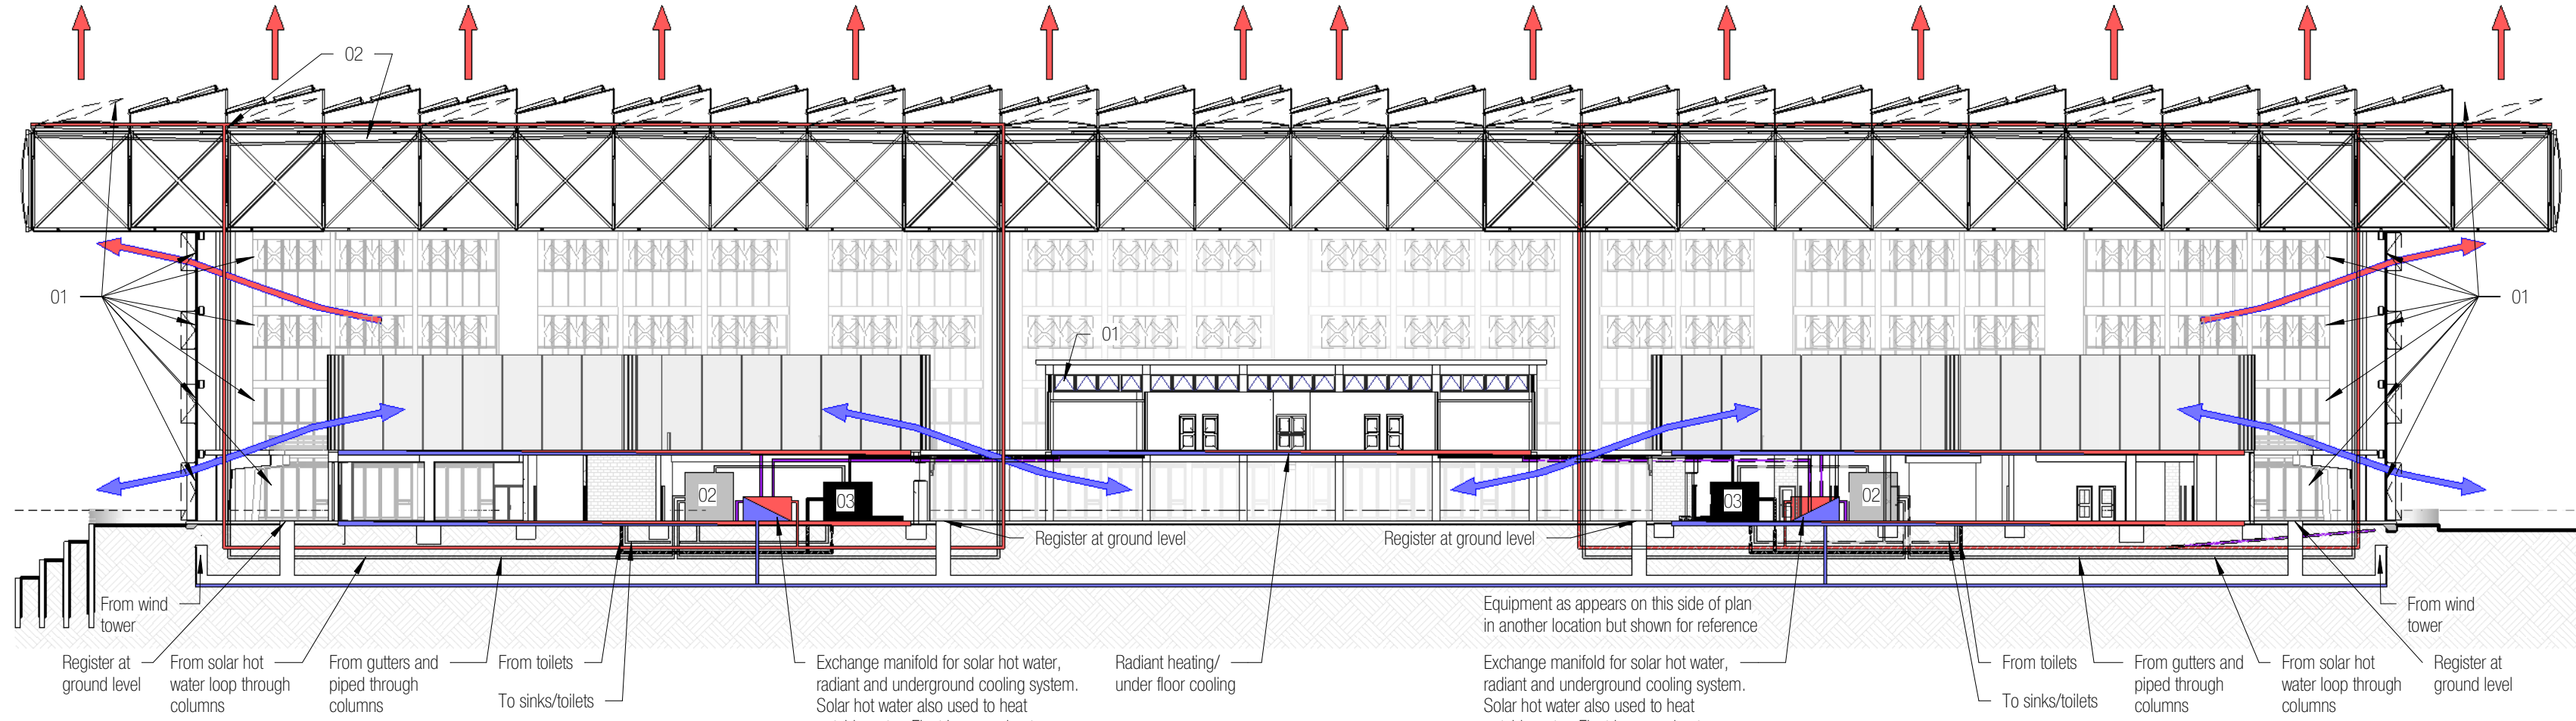 02
01
01
01
02
03
03
02
Register at ground level
Register at ground level
From wind
tower
Equipment as appears on this side of plan
in another location but shown for reference
From wind
tower
Register at
ground level
From solar hot
water loop through
columns
From gutters and
piped through
columns
From toilets
To sinks/toilets
Exchange manifold for solar hot water,
radiant and underground cooling system.
Solar hot water also used to heat
Radiant heating/
under floor cooling
Exchange manifold for solar hot water,
radiant and underground cooling system.
Solar hot water also used to heat
From toilets
To sinks/toilets
From gutters and
piped through
columns
From solar hot
water loop through
columns
Register at
ground level